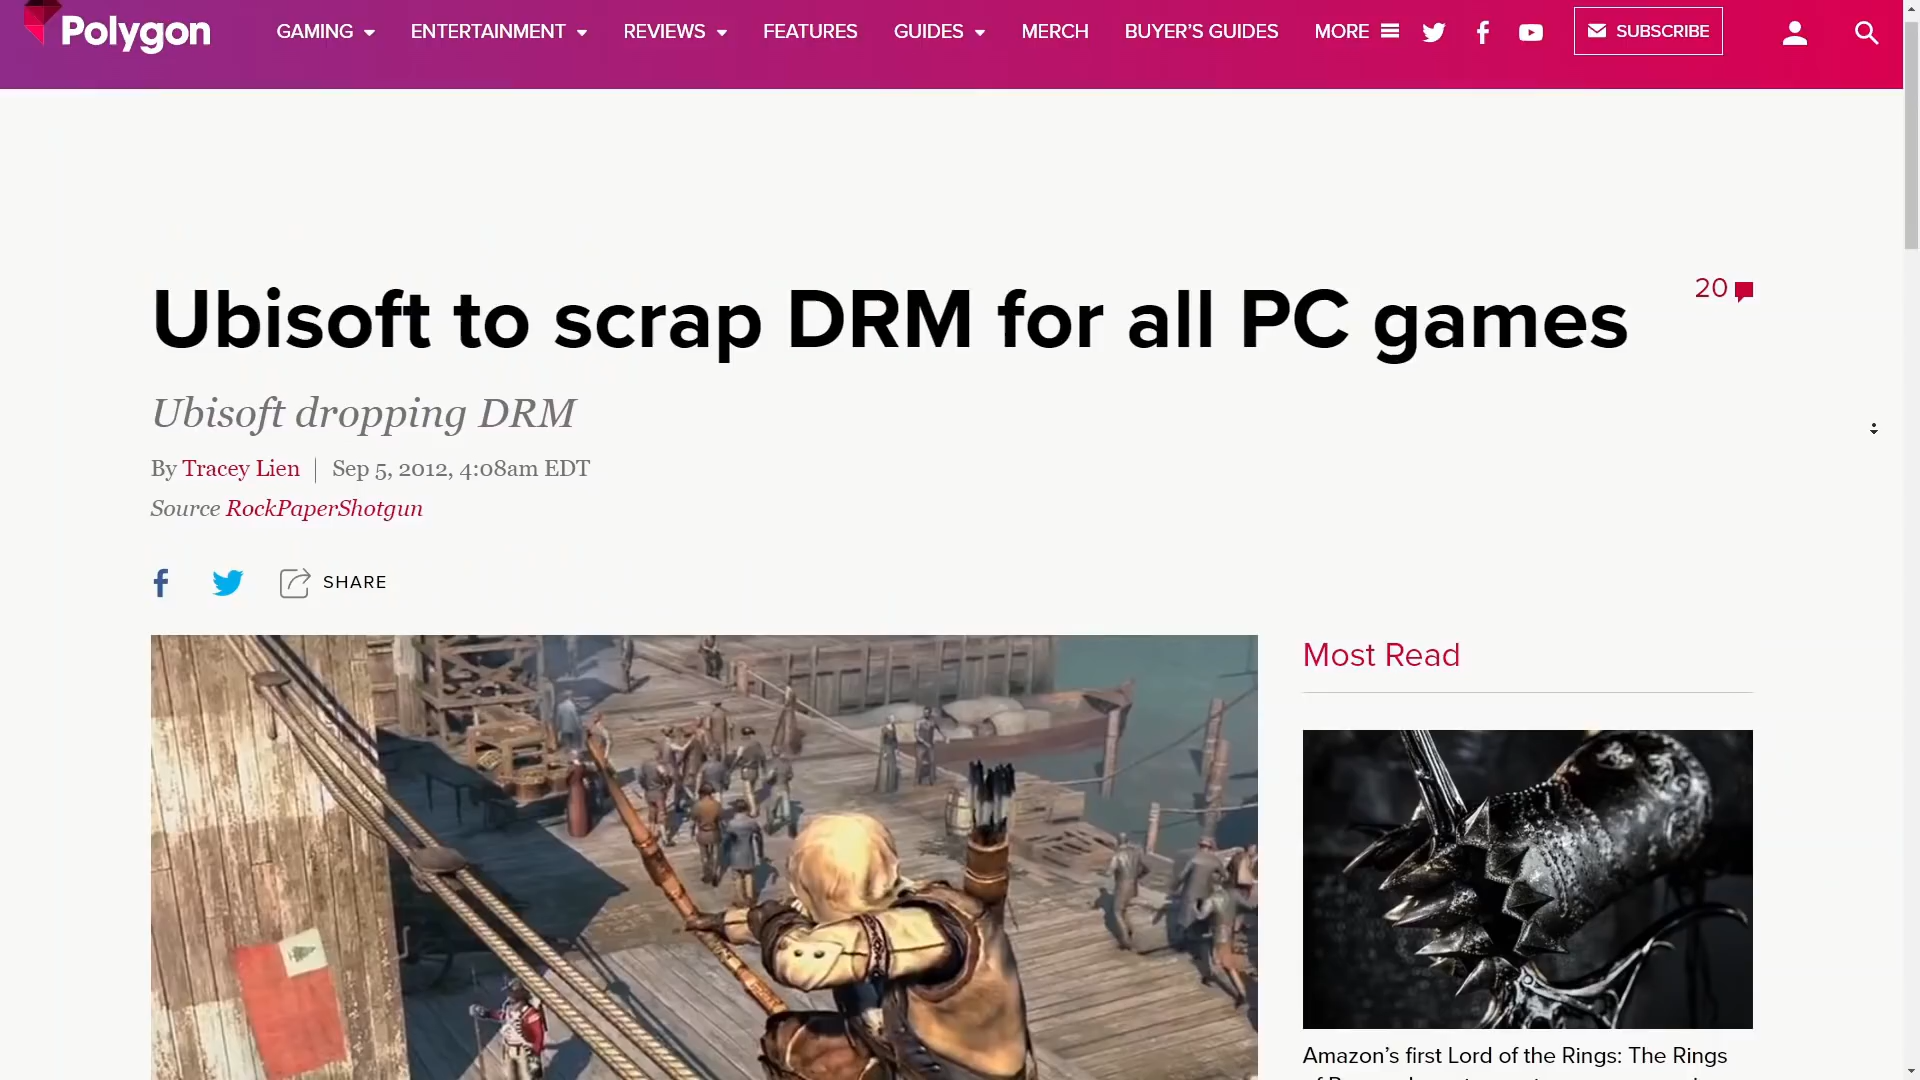 Polygon
GAMING
ENTERTAINMENT
REVIEWS
FEATURES
GUIDES
MERCH
BUYER'S GUIDES
MORE
SUBSCRIBE
Ubisoft to scrap DRM for all PC games
20
Ubisoft dropping DRM
By Tracey Lien | Sep 5, 2012, 4:08am EDT
Source RockPaperShotgun
SHARE
Most Read
Amazon's first Lord of the Rings: The Rings